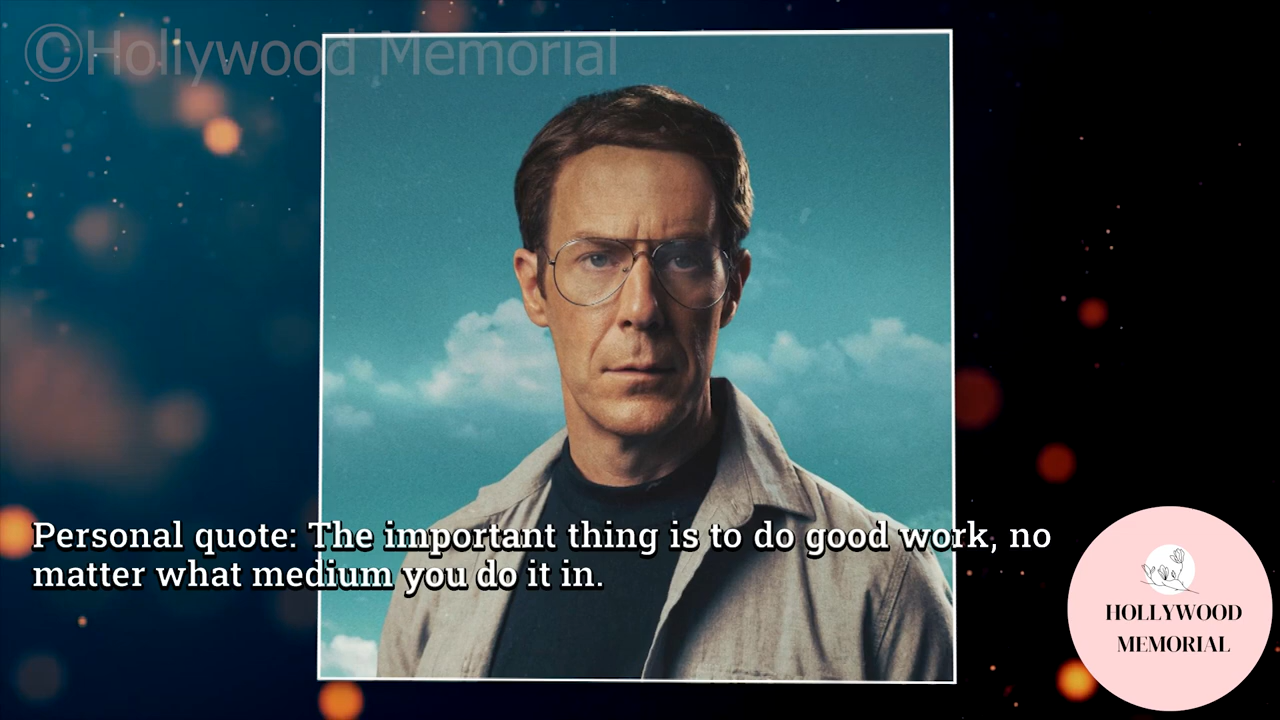 ©Hollywood Memorial
Personal quote: The important thing is to do good work, no
matter what medium you do it in.
HOLLYWOOD
MEMORIAL